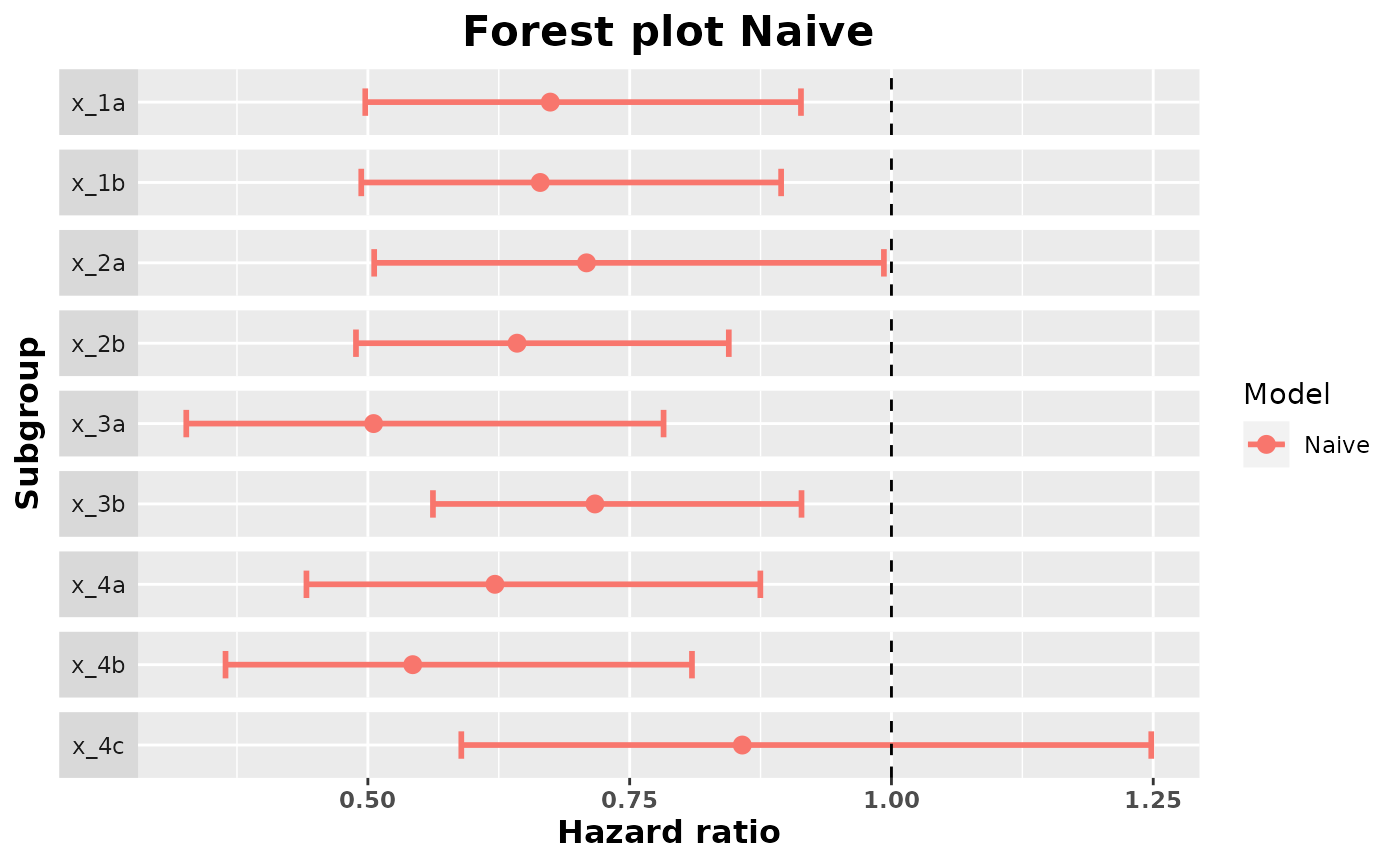 Forest plot Naive
Subgroup
x_1a
x_1b
x_2a
x_2b
x_3a
x_3b
x_4a
x_4b
x_4c
0.50 0.75 1.00 1.25
Hazard ratio
Model
Naive